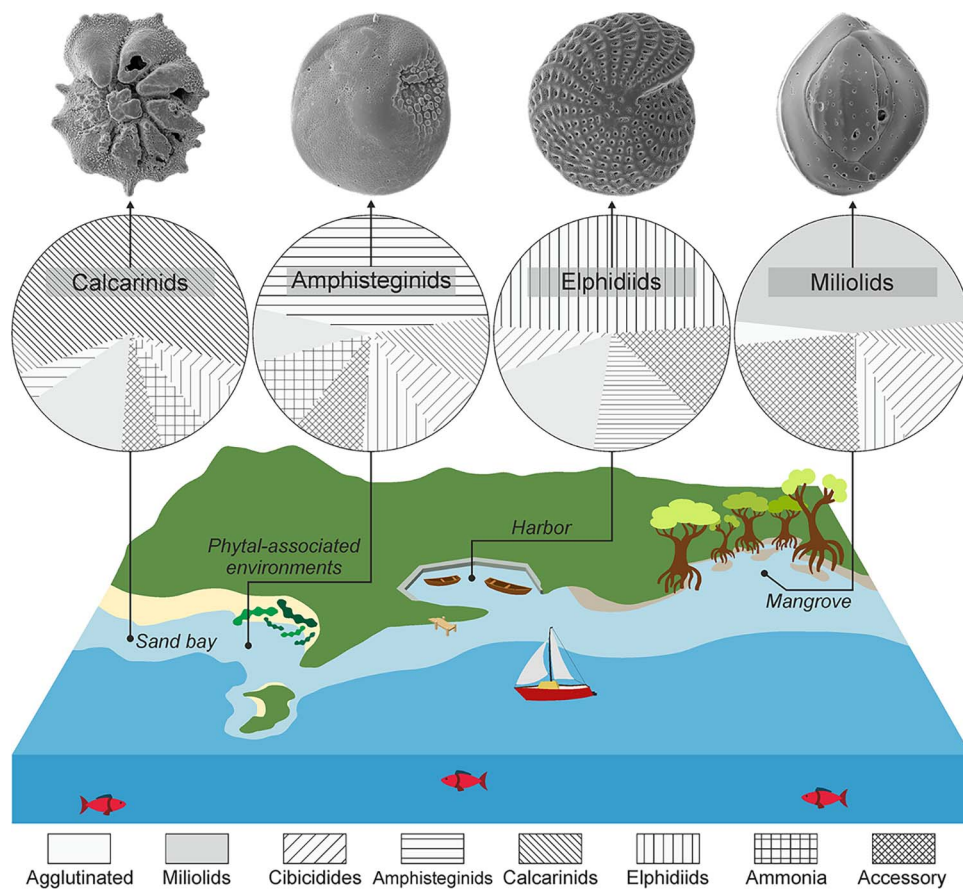 Calcarinids
Amphisteginids
Elphidiids
Miliolids
Phytal-associated
environments
Harbor
Mangrove
Sand bay
Agglutinated
Miliolids
Cibicidides
Amphisteginids
Calcarinids
Elphidiids
Ammonia
Accessory